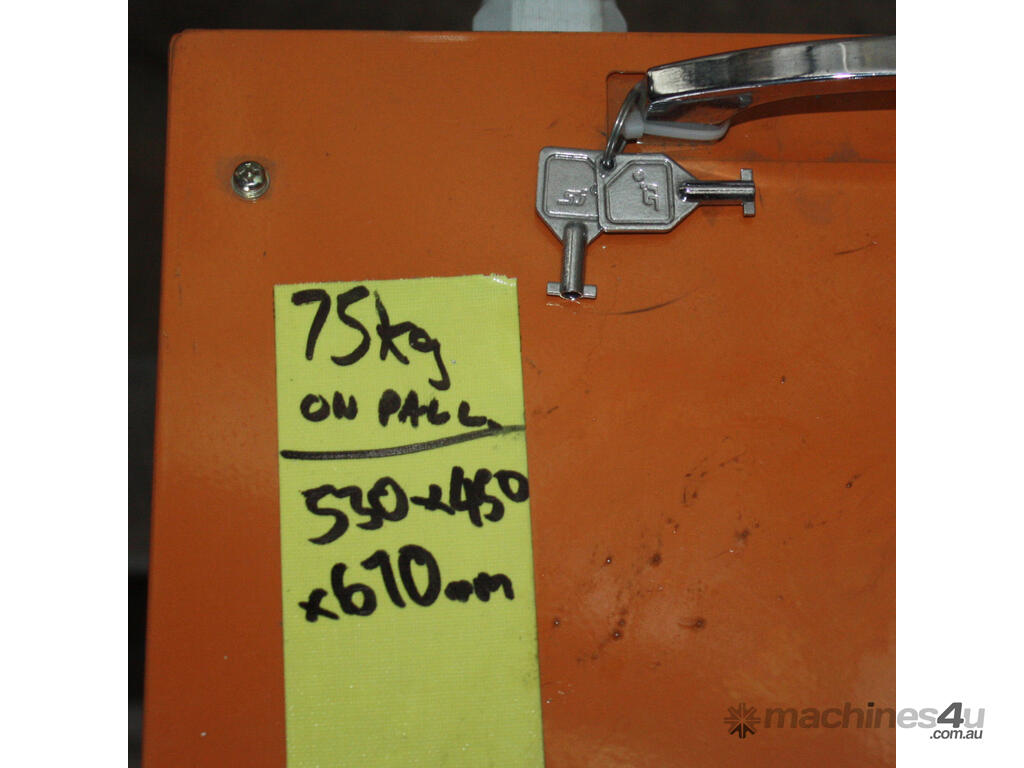 75kg
ON PALL
530x450
x610mm
machines4u
.com.au